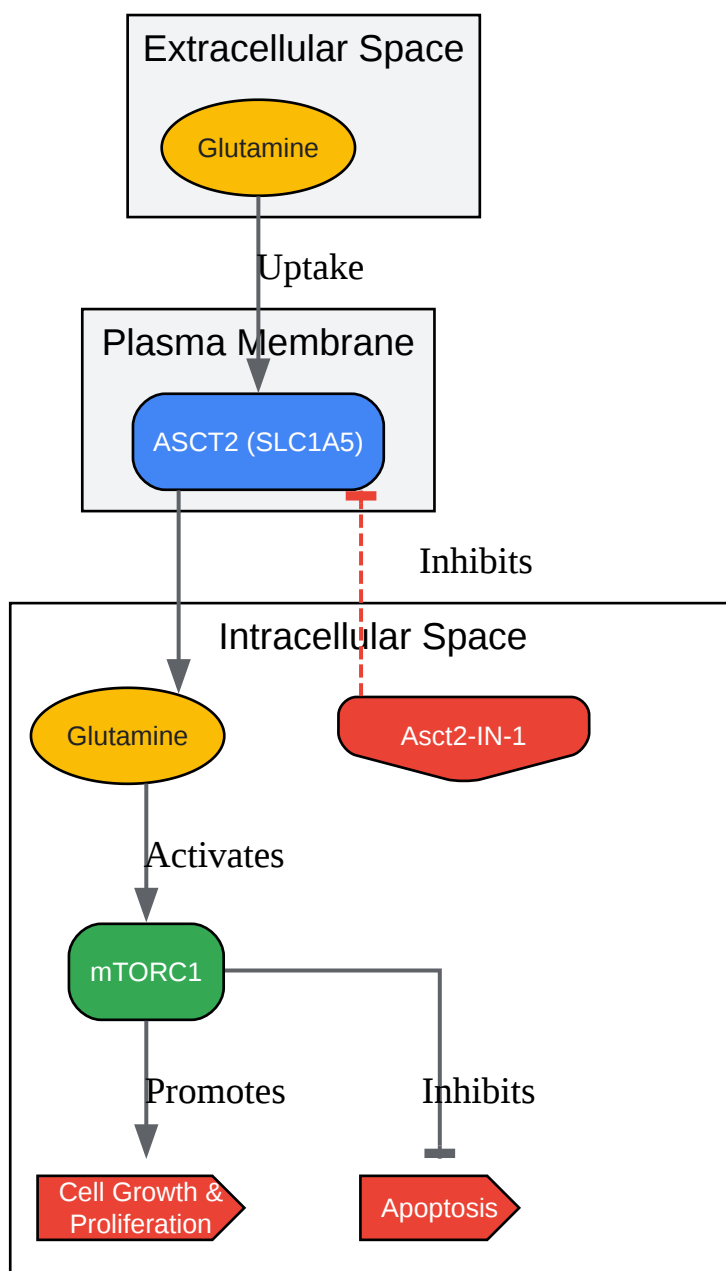 Extracellular Space
Glutamine
Uptake
Plasma Membrane
ASCT2 (SLC1A5)
Inhibits
Intracellular Space
Glutamine
Asct2-IN-1
Activates
mTORC1
Promotes
Inhibits
Cell Growth &
Proliferation
Apoptosis